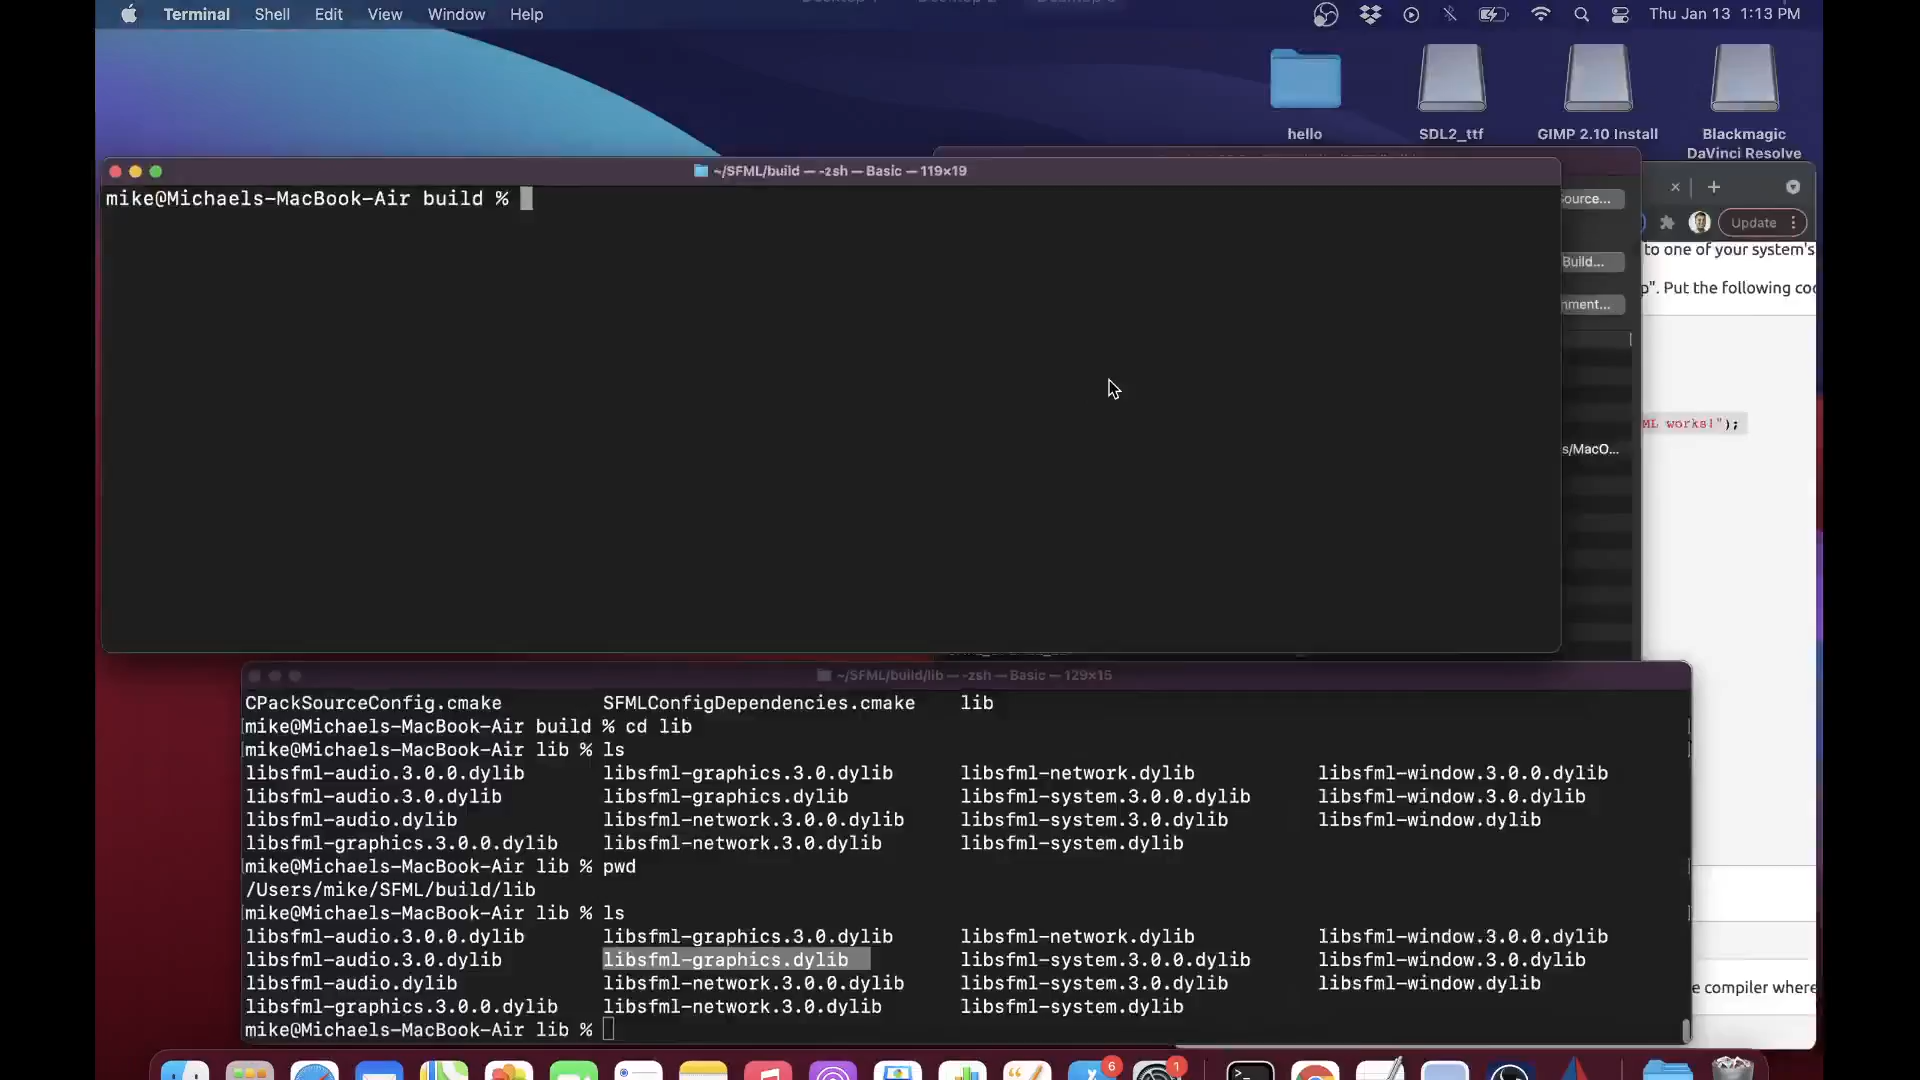 Terminal Shell Edit View Window Help Thu Jan 13 1:13 PM
hello SDL2_ttf GIMP 2.10 Install Blackmagic
DaVinci Resolve
~/SFML/build — -zsh — Basic — 119×19
mike@Michaels-MacBook-Air build %
ource...
Update
to one of your system's
Build...
p". Put the following co
nment...
ML works!");
s/MacO...
~/SFML/build/lib — -zsh — Basic — 129×15
CPackSourceConfig.cmake SFMLConfigDependencies.cmake lib
mike@Michaels-MacBook-Air build % cd lib
mike@Michaels-MacBook-Air lib % ls
libsfml-audio.3.0.0.dylib libsfml-graphics.3.0.dylib libsfml-network.dylib libsfml-window.3.0.0.dylib
libsfml-audio.3.0.dylib libsfml-graphics.dylib libsfml-system.3.0.0.dylib libsfml-window.3.0.dylib
libsfml-audio.dylib libsfml-network.3.0.0.dylib libsfml-system.3.0.dylib libsfml-window.dylib
libsfml-graphics.3.0.0.dylib libsfml-network.3.0.dylib libsfml-system.dylib
mike@Michaels-MacBook-Air lib % pwd
/Users/mike/SFML/build/lib
mike@Michaels-MacBook-Air lib % ls
libsfml-audio.3.0.0.dylib libsfml-graphics.3.0.dylib libsfml-network.dylib libsfml-window.3.0.0.dylib
libsfml-audio.3.0.dylib libsfml-graphics.dylib libsfml-system.3.0.0.dylib libsfml-window.3.0.dylib
libsfml-audio.dylib libsfml-network.3.0.0.dylib libsfml-system.3.0.dylib libsfml-window.dylib
e compiler where
libsfml-graphics.3.0.0.dylib libsfml-network.3.0.dylib libsfml-system.dylib
mike@Michaels-MacBook-Air lib %
6
1